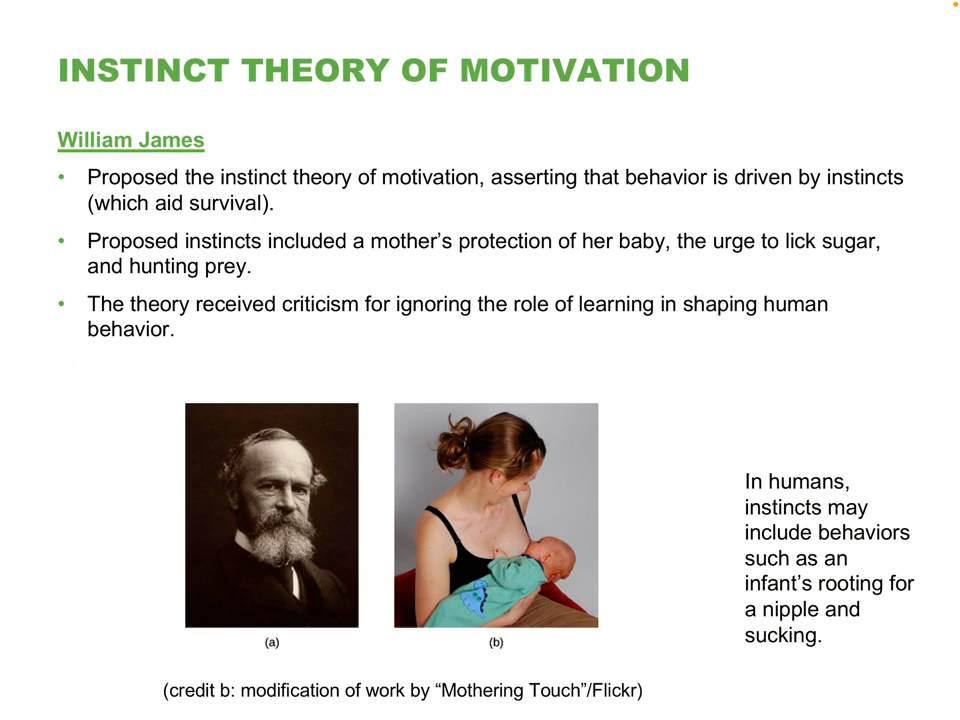 INSTINCT THEORY OF MOTIVATION
William James
• Proposed the instinct theory of motivation, asserting that behavior is driven by instincts
(which aid survival).
• Proposed instincts included a mother’s protection of her baby, the urge to lick sugar,
and hunting prey.
• The theory received criticism for ignoring the role of learning in shaping human
behavior.
In humans,
instincts may
include behaviors
such as an
infant’s rooting for
a nipple and
sucking.
(a)
(b)
(credit b: modification of work by “Mothering Touch”/Flickr)